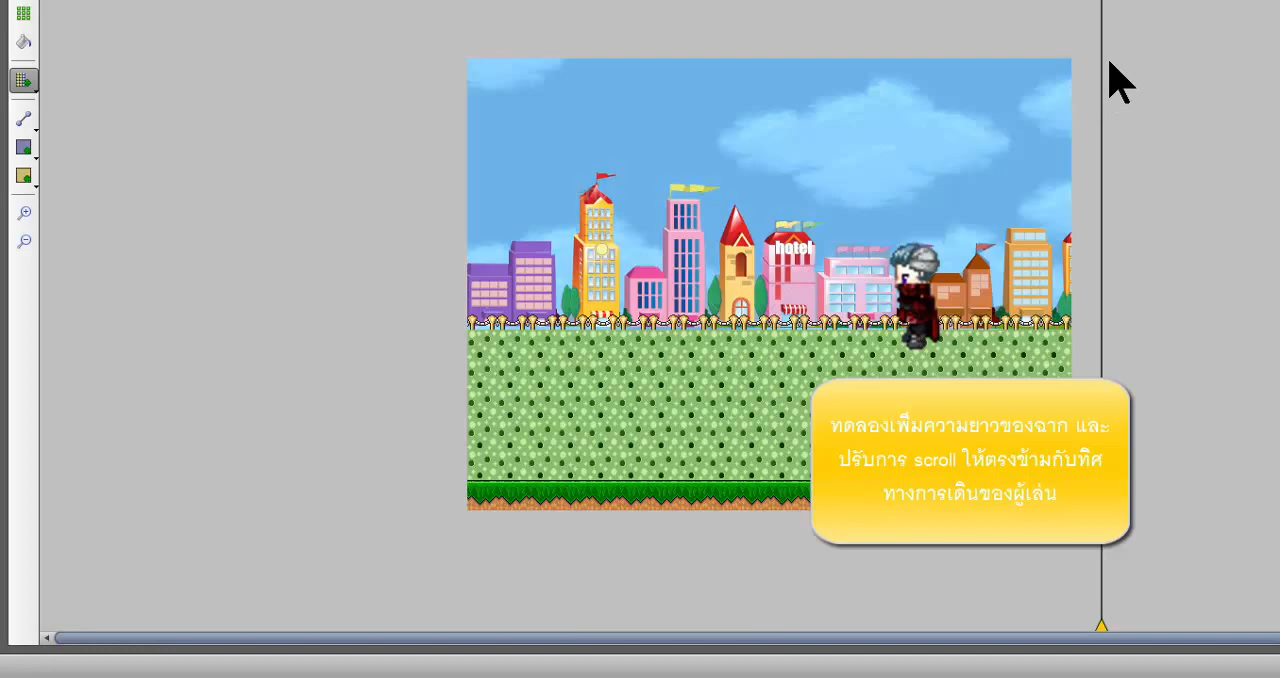 hotel
ทดลองเพิ่มความยาวของฉาก และ
ปรับการ scroll ให้ตรงข้ามกับทิศ
ทางการเดินของผู้เล่น